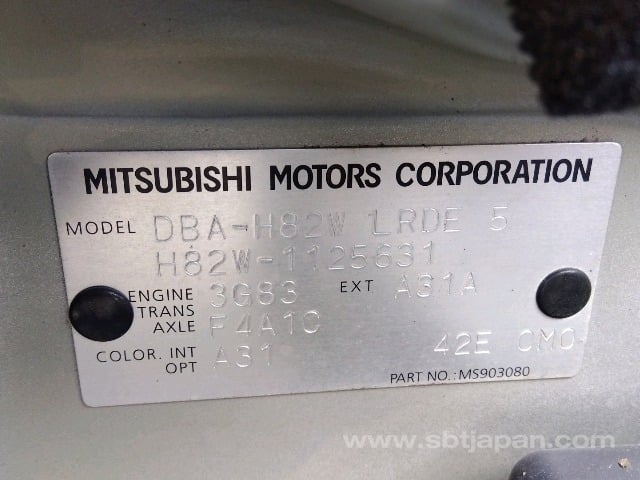 MITSUBISHI MOTORS CORPORATION
MODEL DBA-H82W LRDE 5
H82W-1125631
ENGINE 3G83 EXT A31A
TRANS AXLE F4A1C
COLOR. INT A31 42E CMO
OPT
PART NO.:MS903080
www.sbtjapan.com